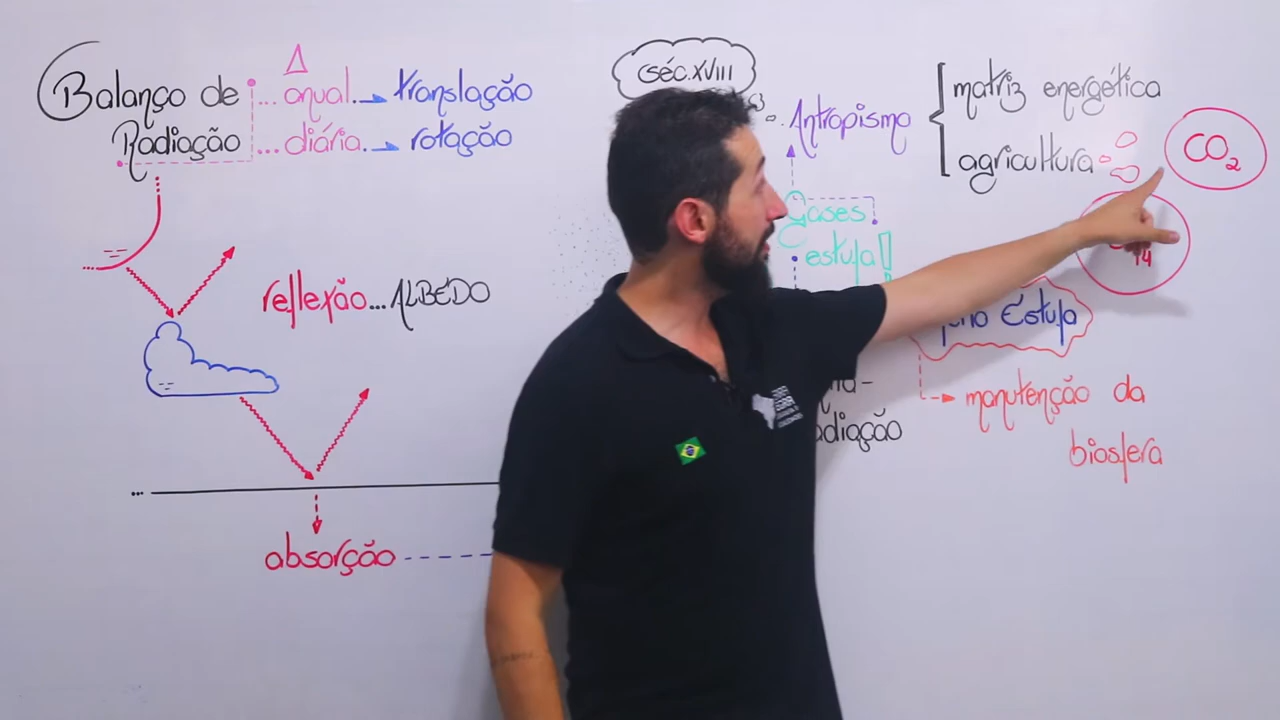 Balanço de
Radiação
Δ
... anual... translação
... diária... rotação
reflexão... ALBEDO
...
absorção
séc. XVIII
Antropismo
matriz energética
agricultura
CO2
4
Gases
estufa!
Estufa
manutenção da
biosfera